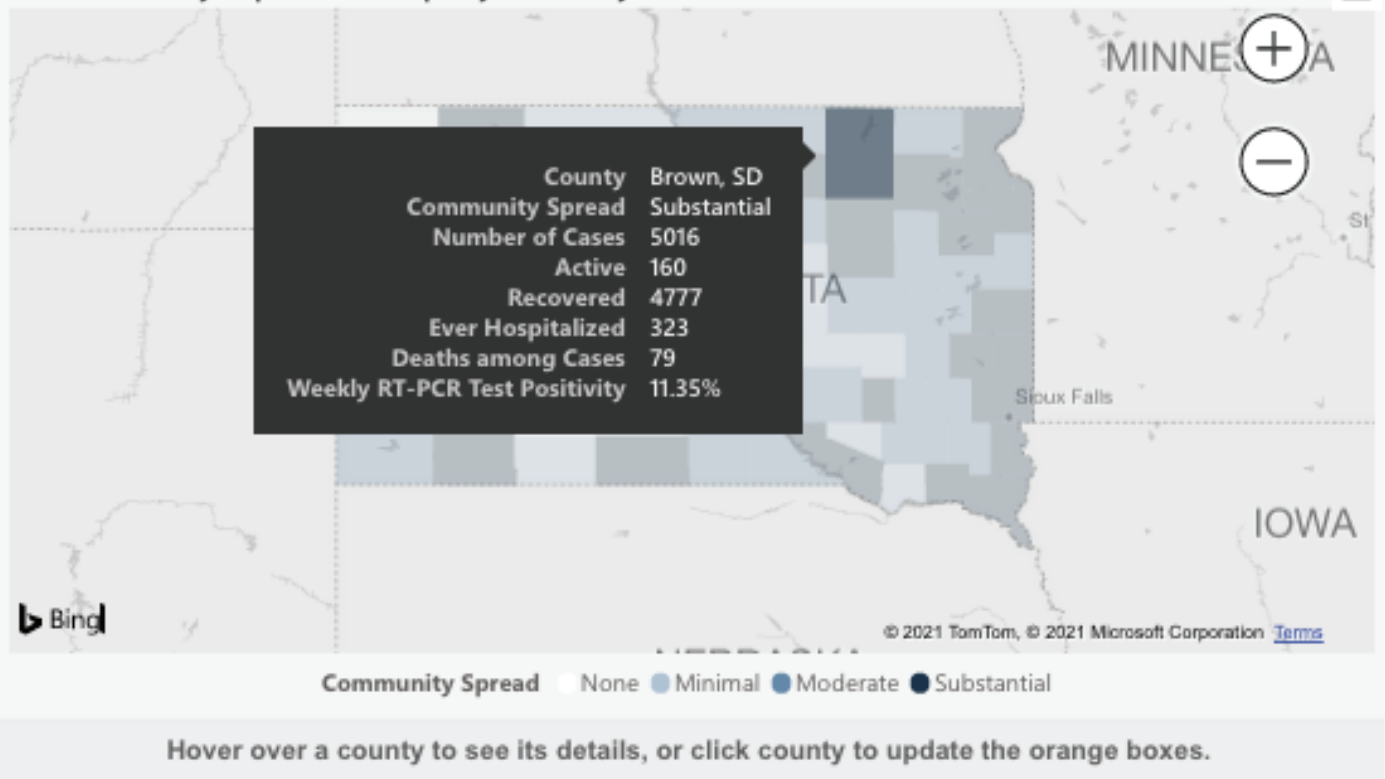 MINNES A
County Brown, SD
Community Spread Substantial
Number of Cases 5016
Active 160
Recovered 4777
Ever Hospitalized 323
Deaths among Cases 79
Weekly RT-PCR Test Positivity 11.35%
St
TA
Sioux Falls
IOWA
Bing
© 2021 TomTom, © 2021 Microsoft Corporation Terms
NEBRASKA
Community Spread None Minimal Moderate Substantial
Hover over a county to see its details, or click county to update the orange boxes.